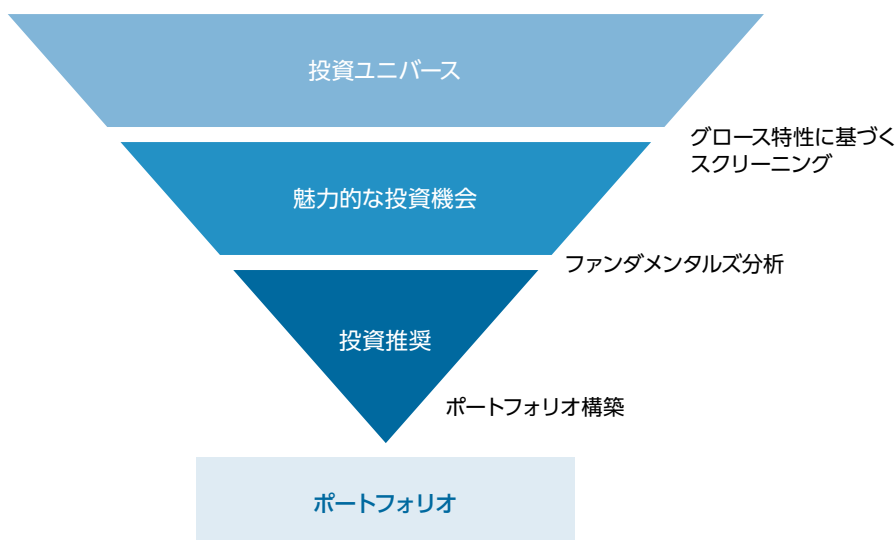 投資ユニバース
グロース特性に基づく
スクリーニング
魅力的な投資機会
ファンダメンタルズ分析
投資推奨
ポートフォリオ構築
ポートフォリオ